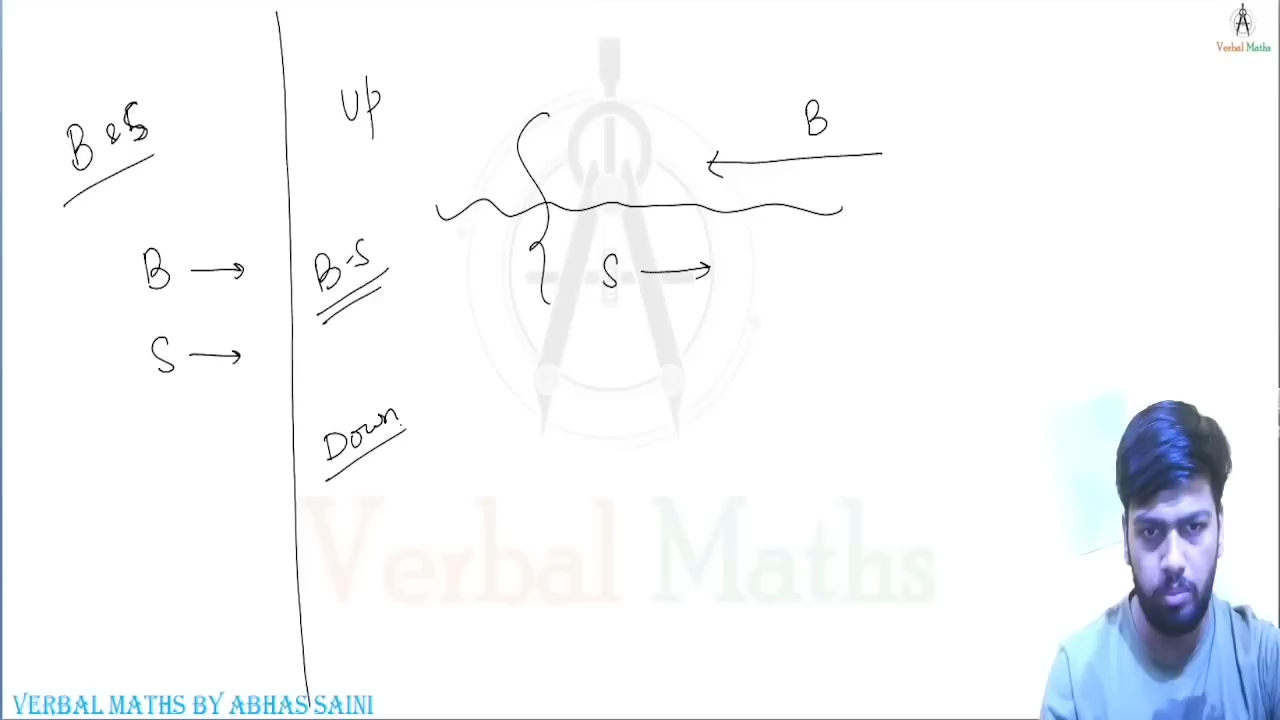 Verbal Maths
B & S
UP
B
B → 
B-S
S →
S →
Down
Verbal Maths
VERBAL MATHS BY ABHAS SAINI